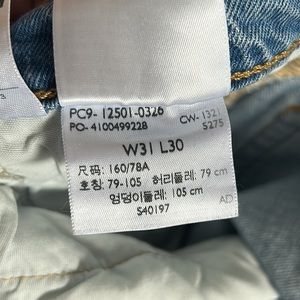 PC9- 12501-0326
PO- 4100499228
CW- 1321
5275
W31 L30
尺码: 160/78A
호칭: 79-105 허리둘레: 79 cm
엉덩이둘레: 105 cm
S40197
AD